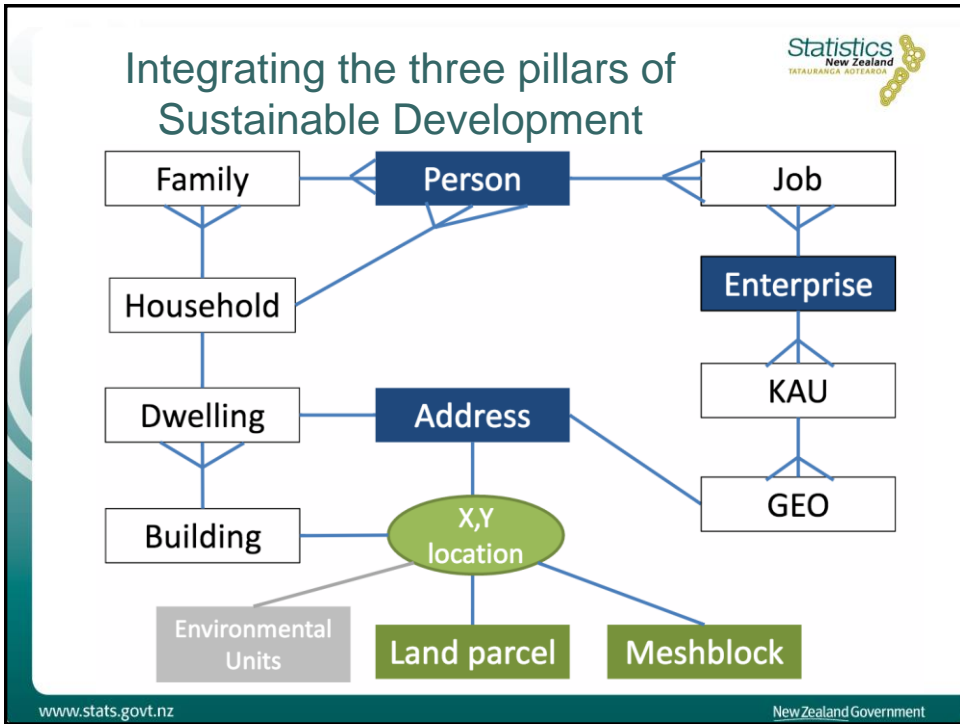 Integrating the three pillars of
Sustainable Development
Statistics
New Zealand
TATAURANGA AOTEAROA
Family
Person
Job
Household
Enterprise
Dwelling
Address
KAU
Building
X,Y
location
GEO
Environmental
Units
Land parcel
Meshblock
www.stats.govt.nz
New Zealand Government